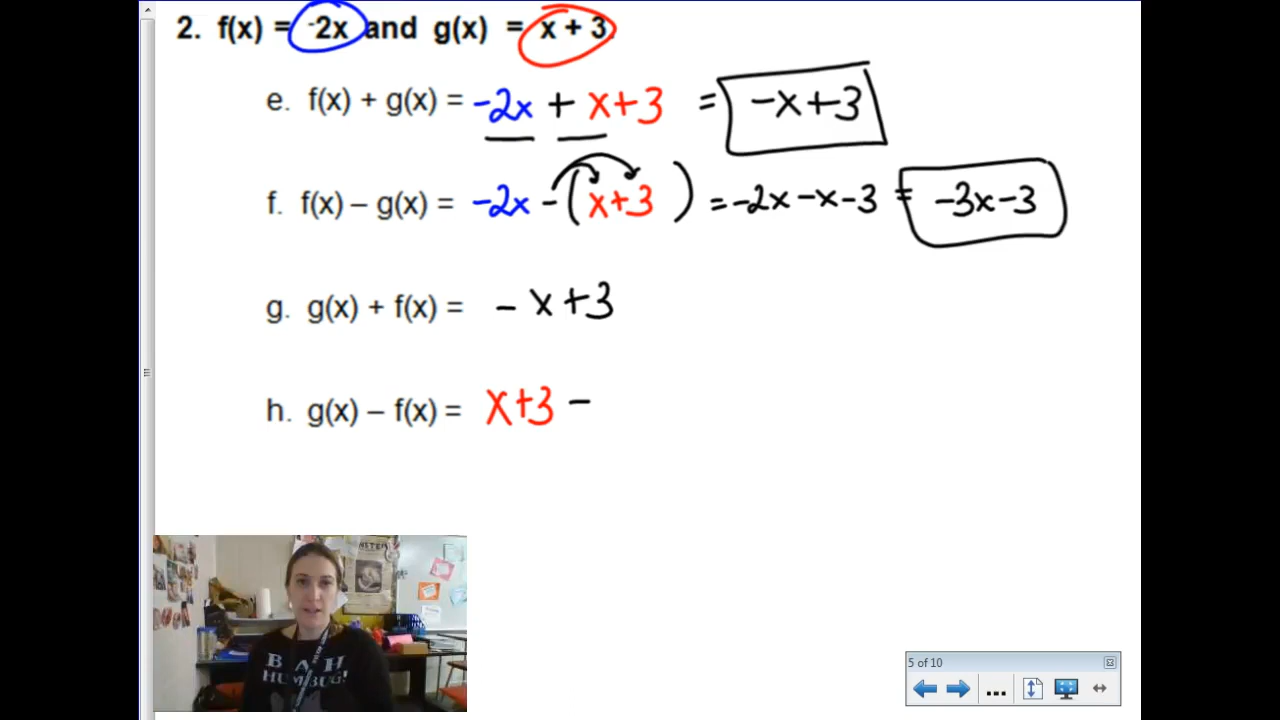 2. f(x) = -2x and g(x) = x + 3
e. f(x) + g(x) = -2x + x+3 = -x+3
f. f(x) – g(x) = -2x -(x+3) = -2x -x -3 = -3x-3
g. g(x) + f(x) = - x+3
h. g(x) – f(x) = x+3 -
BAH
HUMBUG!
5 of 10
...